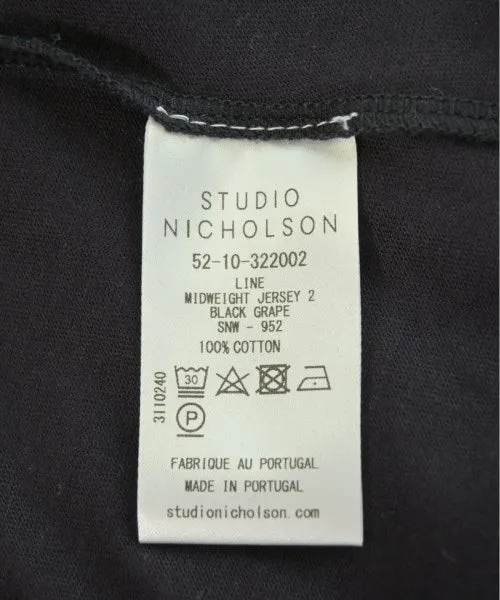 STUDIO
NICHOLSON
52-10-322002
LINE
MIDWEIGHT JERSEY 2
BLACK GRAPE
SNW - 952
100% COTTON
3110240
30
P
FABRIQUE AU PORTUGAL
MADE IN PORTUGAL
studionicholson.com